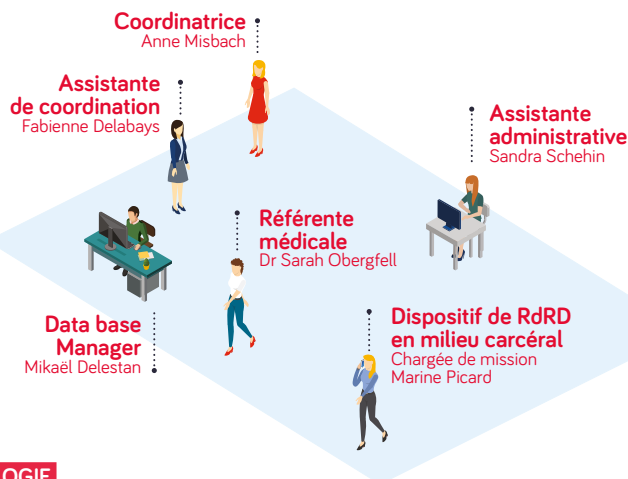 Coordinatrice
Anne Misbach
Assistante
de coordination
Fabienne Delabays
Assistante
administrative
Sandra Schehin
Référente
médicale
Dr Sarah Obergfell
Data base
Manager
Mikaël Delestan
Dispositif de RdRD
en milieu carcéral
Chargée de mission
Marine Picard
OGIE